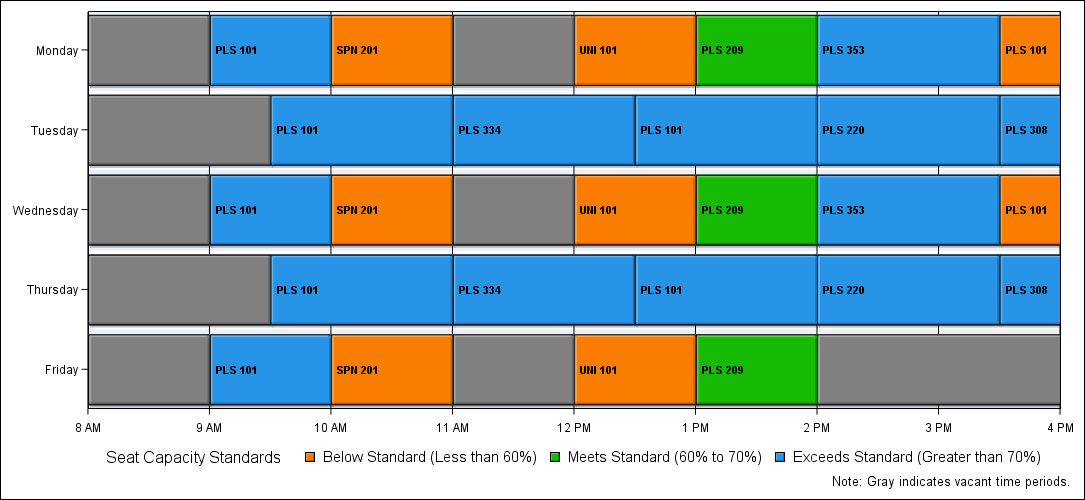 Monday PLS 101 SPN 201 UNI 101 PLS 209 PLS 353 PLS 101
Tuesday PLS 101 PLS 334 PLS 101 PLS 220 PLS 308
Wednesday PLS 101 SPN 201 UNI 101 PLS 209 PLS 353 PLS 101
Thursday PLS 101 PLS 334 PLS 101 PLS 220 PLS 308
Friday PLS 101 SPN 201 UNI 101 PLS 209
8 AM 9 AM 10 AM 11 AM 12 PM 1 PM 2 PM 3 PM 4 PM
Seat Capacity Standards Below Standard (Less than 60%) Meets Standard (60% to 70%) Exceeds Standard (Greater than 70%)
Note: Gray indicates vacant time periods.